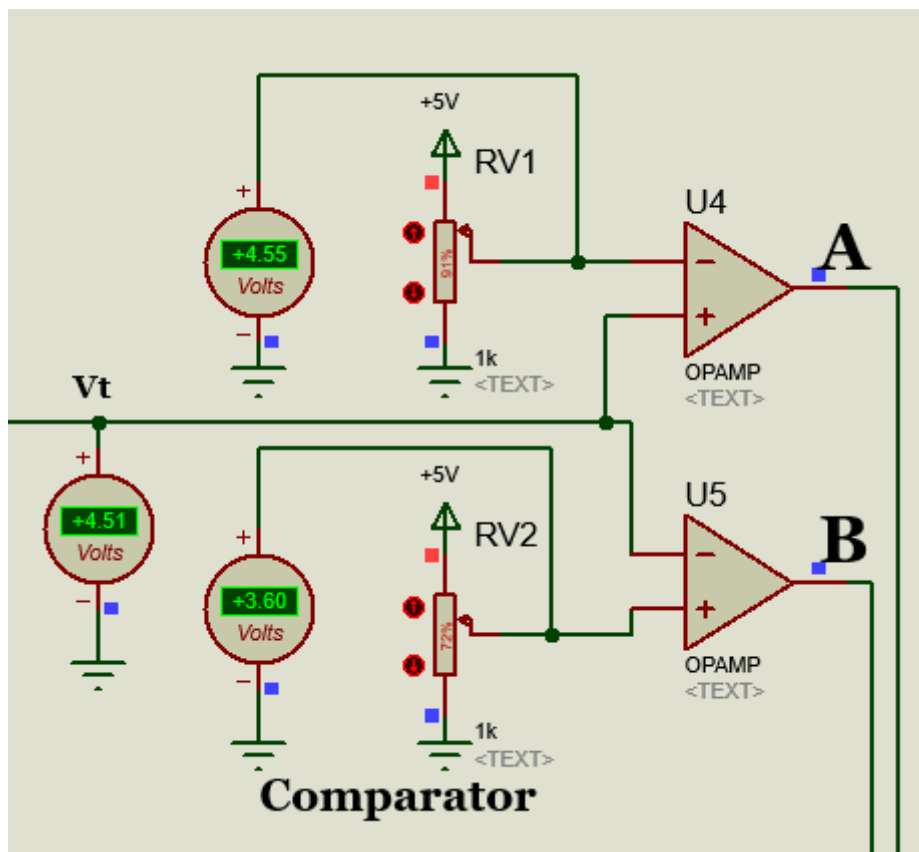 +5V
RV1
+
+4.55
Volts
−
91%
1k
<TEXT>
U4
−
+
OPAMP
<TEXT>
A
Vt
+
+4.51
Volts
−
+5V
RV2
+
+3.60
Volts
−
72%
1k
<TEXT>
U5
−
+
OPAMP
<TEXT>
B
Comparator